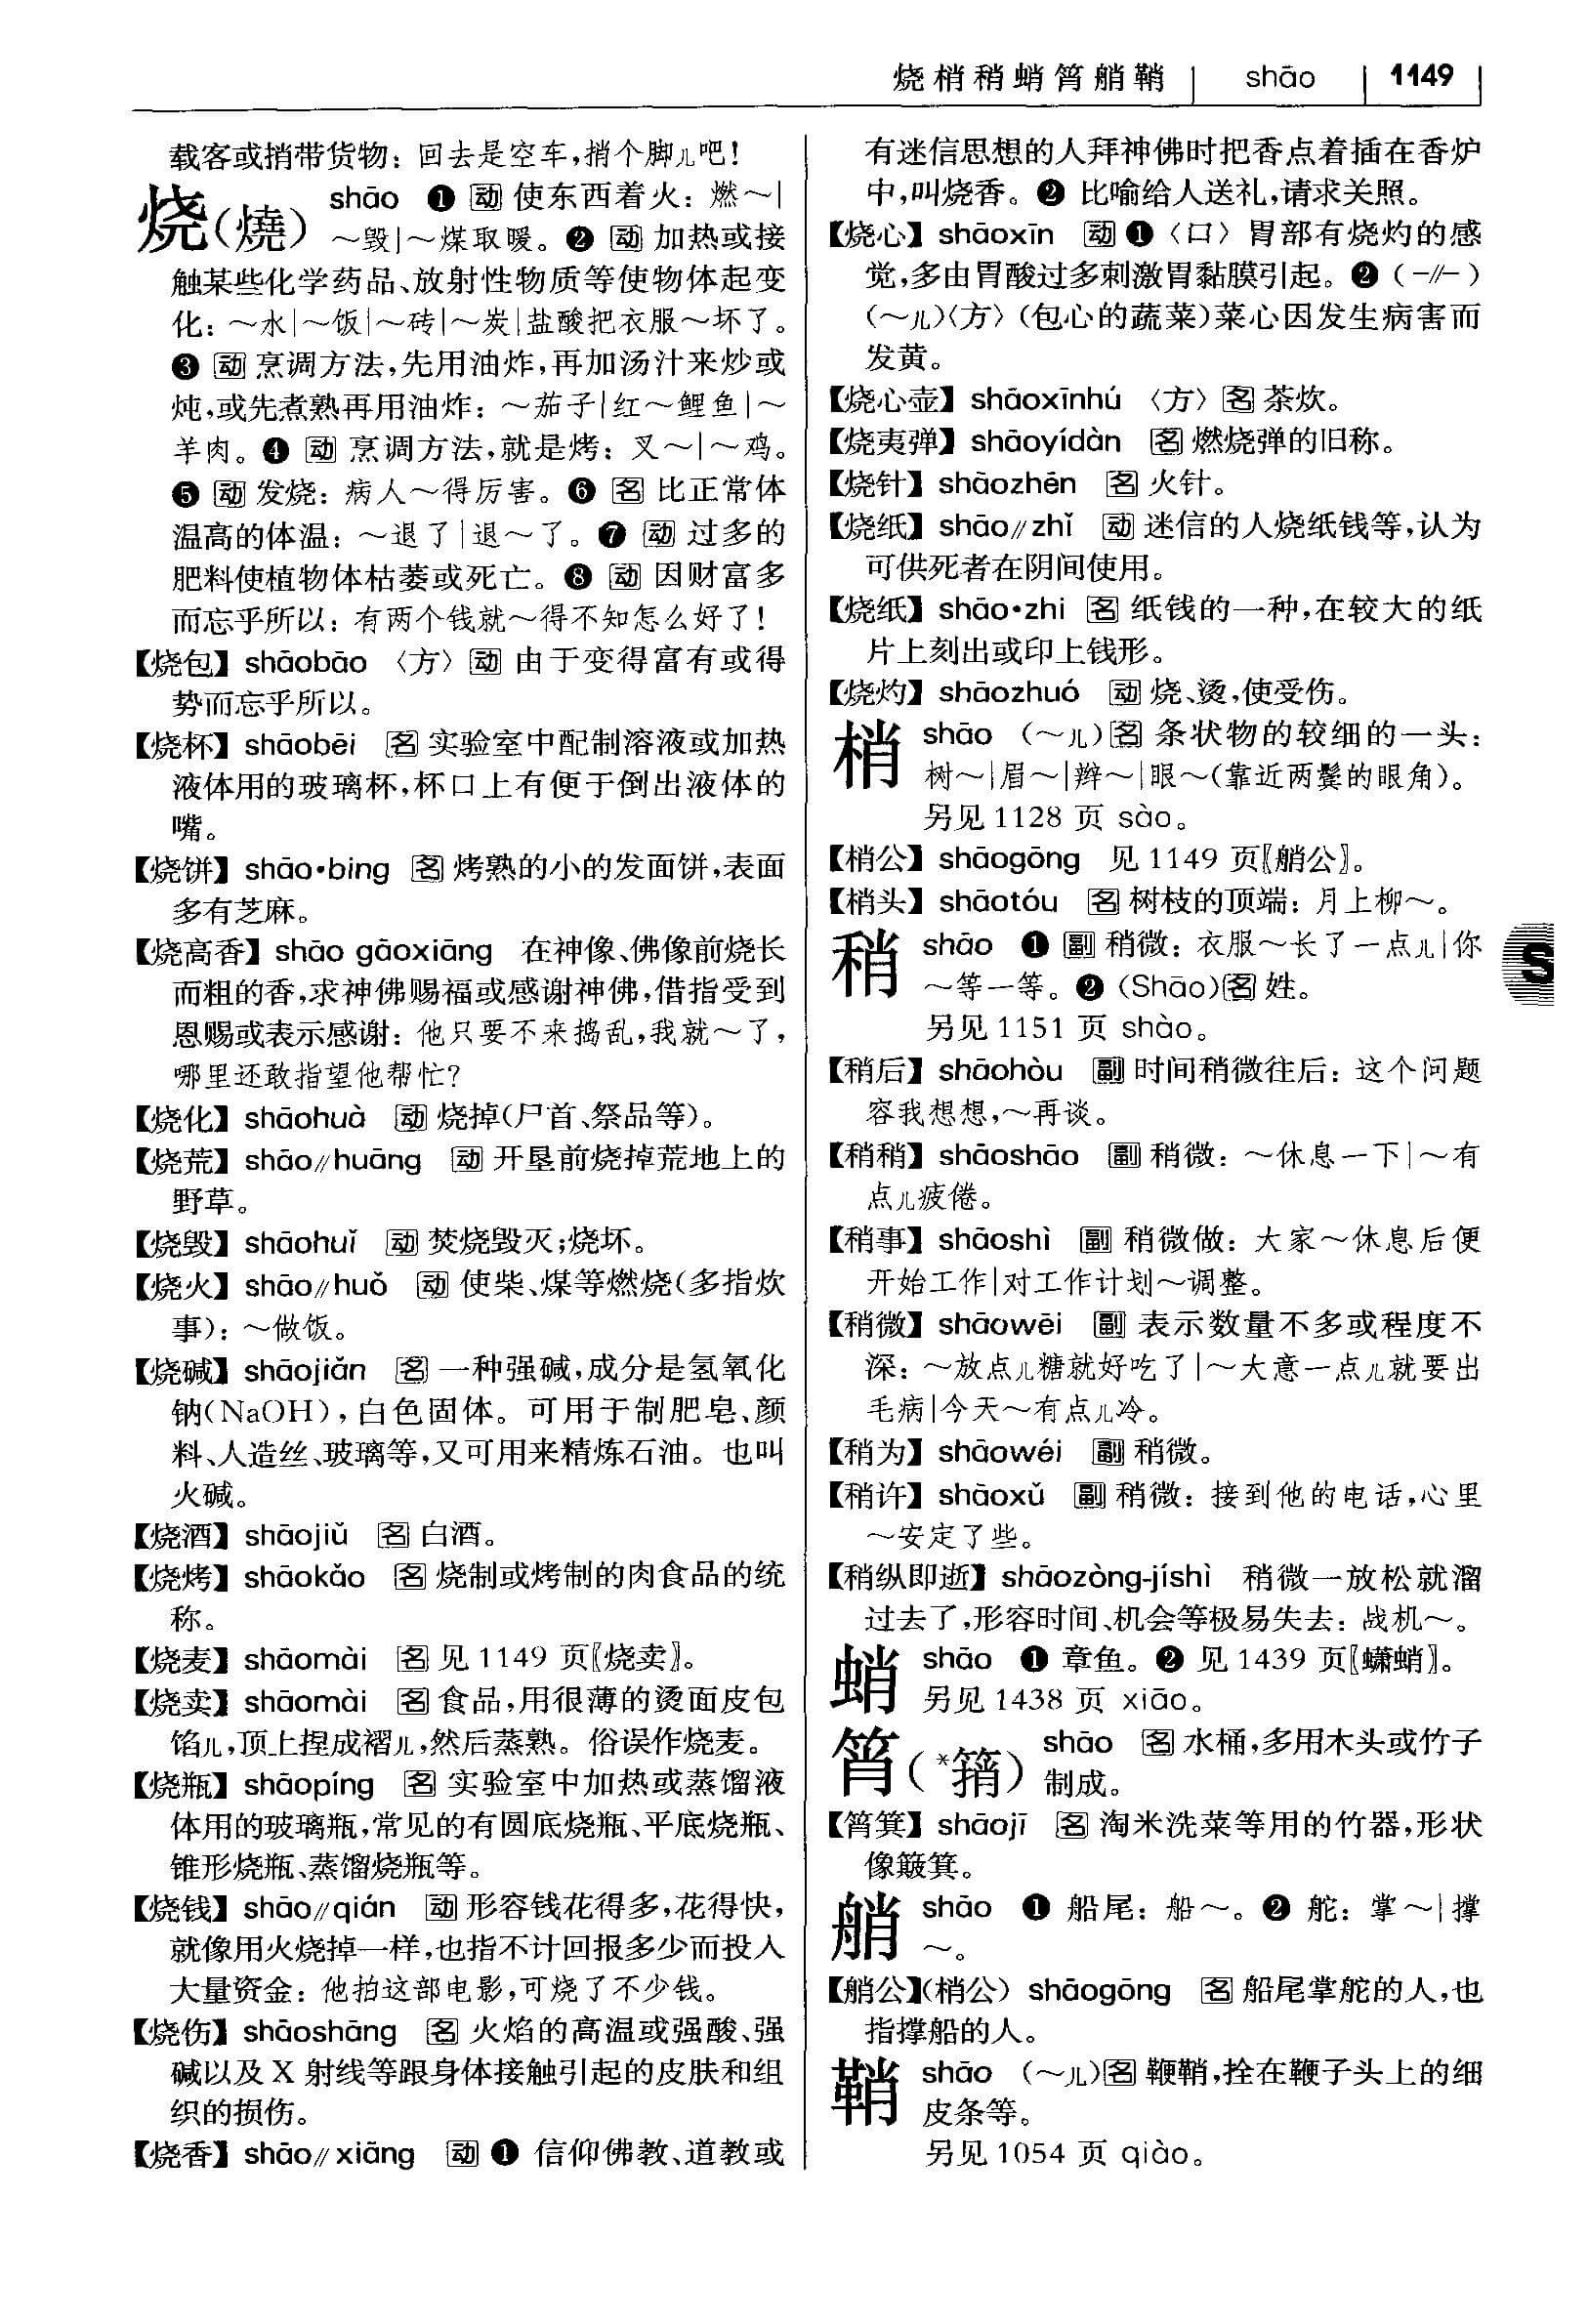 烧梢稍蛸筲艄鞘 shāo 1149
载客或捎带货物：回去是空车，捎个脚儿吧！
烧（燒） shāo ❶ 动 使东西着火：燃～|
～毁|～煤取暖。❷ 动 加热或接
触某些化学药品、放射性物质等使物体起变
化：～水|～饭|～砖|～炭|盐酸把衣服～坏了。
❸ 动 烹调方法，先用油炸，再加汤汁来炒或
炖，或先煮熟再用油炸：～茄子|红～鲤鱼|～
羊肉。❹ 动 烹调方法，就是烤：叉～|～鸡。
❺ 动 发烧：病人～得厉害。❻ 名 比正常体
温高的体温：～退了|退～了。❼ 动 过多的
肥料使植物体枯萎或死亡。❽ 动 因财富多
而忘乎所以：有两个钱就～得不知怎么好了！
【烧包】 shāobāo 〈方〉 动 由于变得富有或得
势而忘乎所以。
【烧杯】 shāobēi 名 实验室中配制溶液或加热
液体用的玻璃杯，杯口上有便于倒出液体的
嘴。
【烧饼】 shāo•bing 名 烤熟的小的发面饼，表面
多有芝麻。
【烧高香】 shāo gāoxiāng 在神像、佛像前烧长
而粗的香，求神佛赐福或感谢神佛，借指受到
恩赐或表示感谢：他只要不来捣乱，我就～了，
哪里还敢指望他帮忙？
【烧化】 shāohuà 动 烧掉（尸首、祭品等）。
【烧荒】 shāo//huāng 动 开垦前烧掉荒地上的
野草。
【烧毁】 shāohuǐ 动 焚烧毁灭；烧坏。
【烧火】 shāo//huǒ 动 使柴、煤等燃烧（多指炊
事）：～做饭。
【烧碱】 shāojiǎn 名 一种强碱，成分是氢氧化
钠（NaOH），白色固体。可用于制肥皂、颜
料、人造丝、玻璃等，又可用来精炼石油。也叫
火碱。
【烧酒】 shāojiǔ 名 白酒。
【烧烤】 shāokǎo 名 烧制或烤制的肉食品的统
称。
【烧麦】 shāomài 名 见 1149 页〖烧卖〗。
【烧卖】 shāomài 名 食品，用很薄的烫面皮包
馅儿，顶上捏成褶儿，然后蒸熟。俗误作烧麦。
【烧瓶】 shāopíng 名 实验室中加热或蒸馏液
体用的玻璃瓶，常见的有圆底烧瓶、平底烧瓶、
锥形烧瓶、蒸馏烧瓶等。
【烧钱】 shāo//qián 动 形容钱花得多，花得快，
就像用火烧掉一样，也指不计回报多少而投入
大量资金：他拍这部电影，可烧了不少钱。
【烧伤】 shāoshāng 名 火焰的高温或强酸、强
碱以及 X 射线等跟身体接触引起的皮肤和组
织的损伤。
【烧香】 shāo//xiāng 动 ❶ 信仰佛教、道教或
有迷信思想的人拜神佛时把香点着插在香炉
中，叫烧香。❷ 比喻给人送礼，请求关照。
【烧心】 shāoxīn 动 ❶〈口〉胃部有烧灼的感
觉，多由胃酸过多刺激胃黏膜引起。❷（-//-）
（～儿）〈方〉（包心的蔬菜）菜心因发生病害而
发黄。
【烧心壶】 shāoxīnhú 〈方〉 名 茶炊。
【烧夷弹】 shāoyídàn 名 燃烧弹的旧称。
【烧针】 shāozhēn 名 火针。
【烧纸】 shāo//zhǐ 动 迷信的人烧纸钱等，认为
可供死者在阴间使用。
【烧纸】 shāo•zhi 名 纸钱的一种，在较大的纸
片上刻出或印上钱形。
【烧灼】 shāozhuó 动 烧、烫，使受伤。
梢 shāo （～儿）名 条状物的较细的一头：
树～|眉～|辫～|眼～（靠近两鬓的眼角）。
另见 1128 页 sào。
【梢公】 shāogōng 见 1149 页〖艄公〗。
【梢头】 shāotóu 名 树枝的顶端：月上柳～。
稍 shāo ❶ 副 稍微：衣服～长了一点儿|你
～等一等。❷（Shāo）名 姓。
另见 1151 页 shào。
【稍后】 shāohòu 副 时间稍微往后：这个问题
容我想想，～再谈。
【稍稍】 shāoshāo 副 稍微：～休息一下|～有
点儿疲倦。
【稍事】 shāoshì 副 稍微做：大家～休息后便
开始工作|对工作计划～调整。
【稍微】 shāowēi 副 表示数量不多或程度不
深：～放点儿糖就好吃了|～大意一点儿就要出
毛病|今天～有点儿冷。
【稍为】 shāowéi 副 稍微。
【稍许】 shāoxǔ 副 稍微：接到他的电话，心里
～安定了些。
【稍纵即逝】 shāozòng-jíshì 稍微一放松就溜
过去了，形容时间、机会等极易失去：战机～。
蛸 shāo ❶ 章鱼。❷ 见 1439 页〖蟏蛸〗。
另见 1438 页 xiāo。
筲（*䈰） shāo 名 水桶，多用木头或竹子
制成。
【筲箕】 shāojī 名 淘米洗菜等用的竹器，形状
像簸箕。
艄 shāo ❶ 船尾：船～。❷ 舵：掌～|撑
～。
【艄公】（梢公） shāogōng 名 船尾掌舵的人，也
指撑船的人。
鞘 shāo （～儿）名 鞭鞘，拴在鞭子头上的细
皮条等。
另见 1054 页 qiào。
S